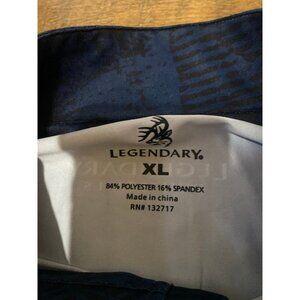 LEGENDARY®
XL
84% POLYESTER 16% SPANDEX
Made in china
RN# 132717